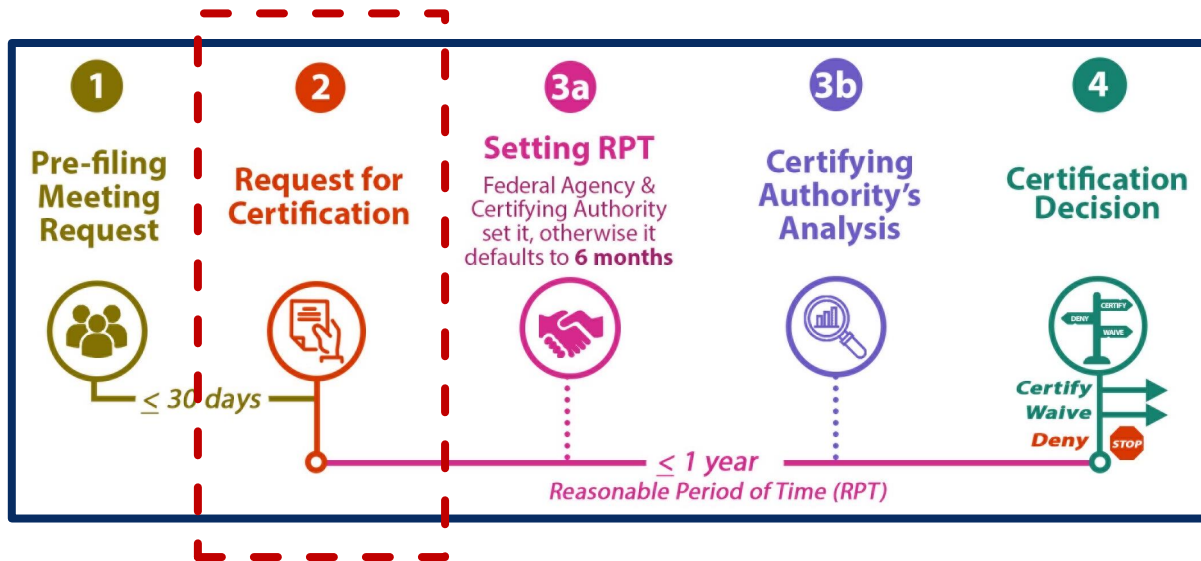 1
Pre-filing
Meeting
Request
≤ 30 days
2
Request for
Certification
3a
Setting RPT
Federal Agency &
Certifying Authority
set it, otherwise it
defaults to 6 months
3b
Certifying
Authority's
Analysis
4
Certification
Decision
CERTIFY
DENY
WAIVE
Certify
Waive
Deny
STOP
≤ 1 year
Reasonable Period of Time (RPT)